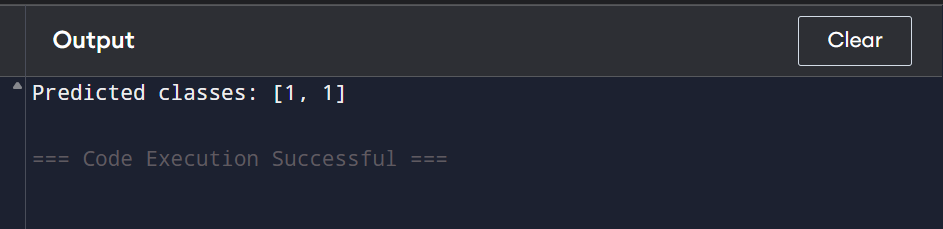 Output
Clear
Predicted classes: [1, 1]
=== Code Execution Successful ===